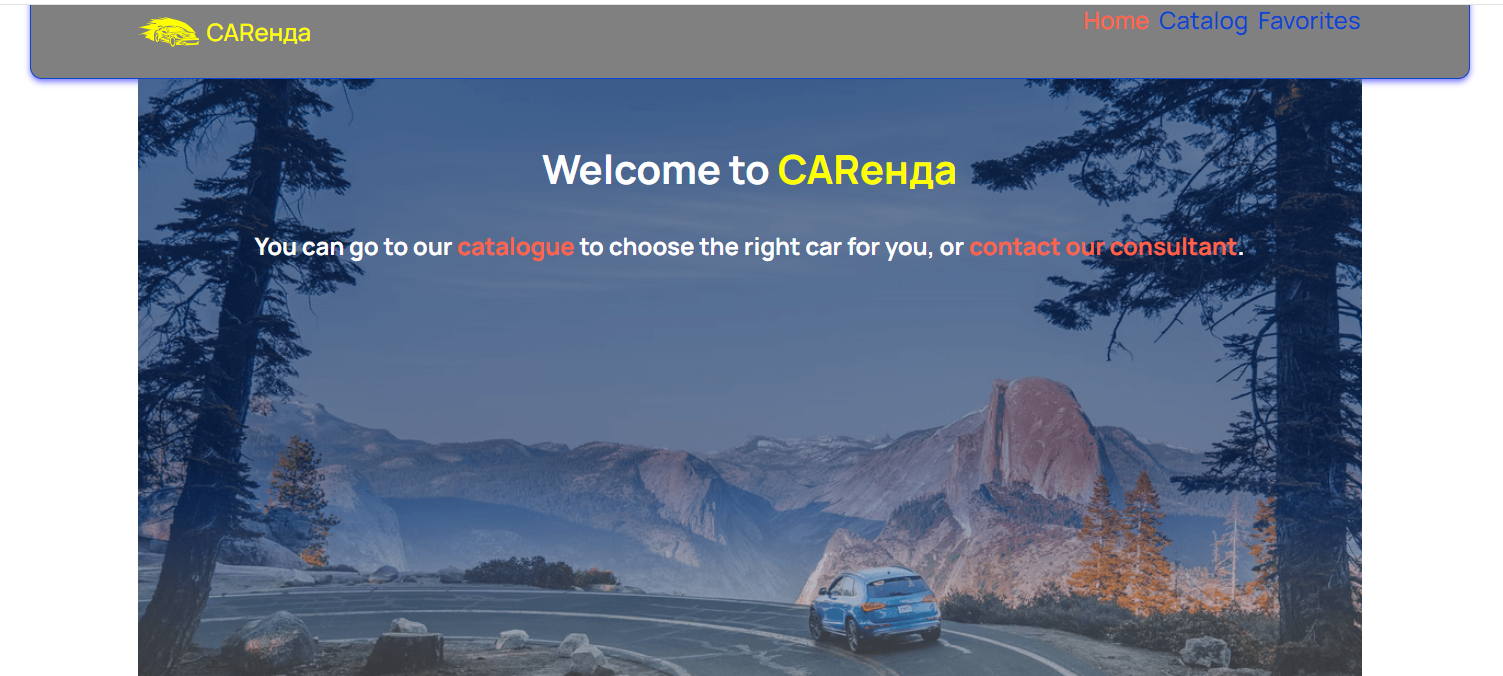 CARенда
Home Catalog Favorites
Welcome to CARенда
You can go to our catalogue to choose the right car for you, or contact our consultant.